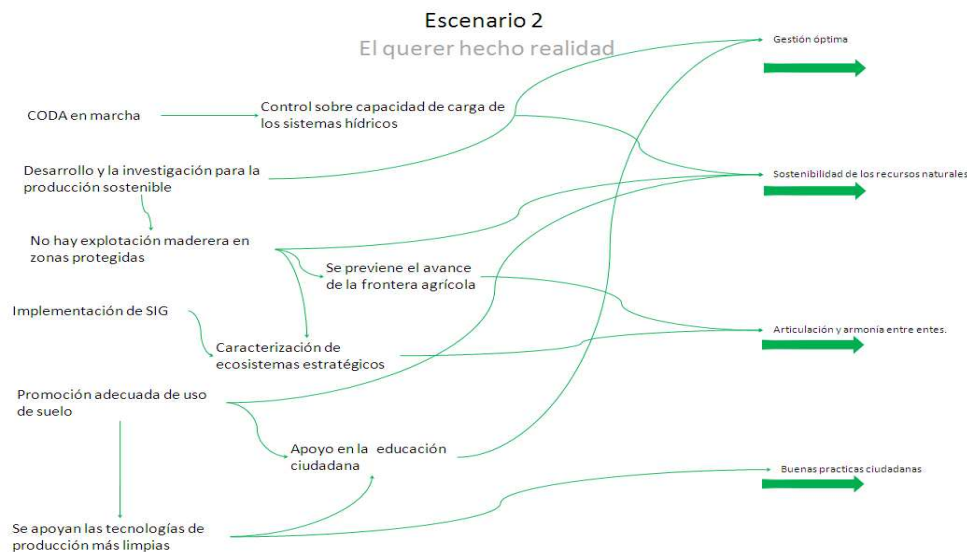 Escenario 2
El querer hecho realidad
Gestión óptima
CODA en marcha
Control sobre capacidad de carga de
los sistemas hídricos
Desarrollo y la investigación para la
producción sostenible
Sostenibilidad de los recursos naturales
No hay explotación maderera en
zonas protegidas
Se previene el avance
de la frontera agrícola
Implementación de SIG
Articulación y armonía entre entes.
Caracterización de
ecosistemas estratégicos
Promoción adecuada de uso
de suelo
Apoyo en la educación
ciudadana
Buenas practicas ciudadanas
Se apoyan las tecnologías de
producción más limpias